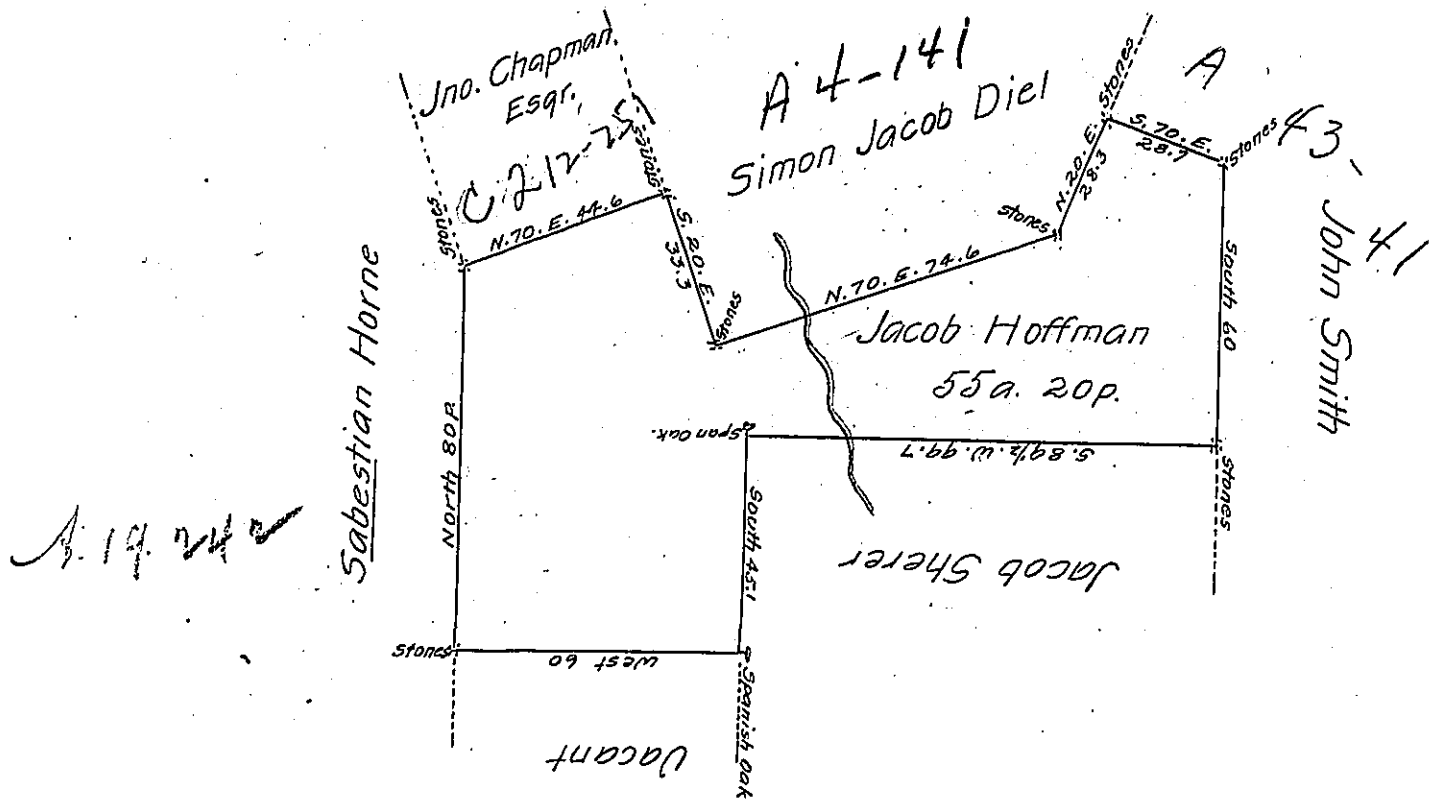 Jno. Chapman.
Esqr.
C 212-25
A 4-141
Simon Jacob Diel
A
43-
41
John Smith
Stones
Stones
Stones
Stones
N.70.E.44.6
S.20.E.
33.3
Stones
N.70.E.74.6
stones
N.20.E.
28.3
S.70.E.
28.7
South 60
Sabestian Horne
North 80p.
Jacob Hoffman
55a. 20p.
Span Oak.
S.89½.W.99.7
Stones
South 45.1
Jacob Sherer
Stones
West 60
Spanish Oak
Vacant